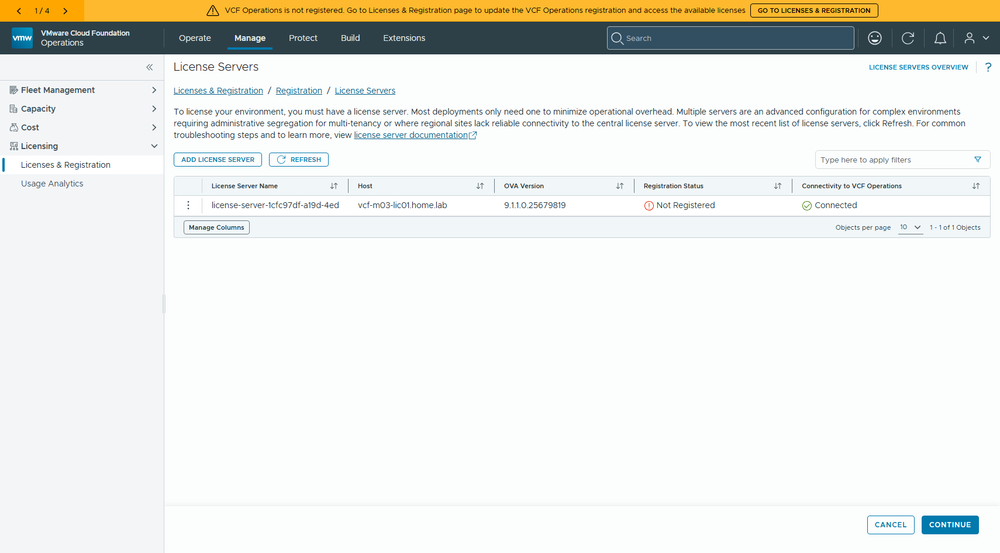 1 / 4
VCF Operations is not registered. Go to Licenses & Registration page to update the VCF Operations registration and access the available licenses
GO TO LICENSES & REGISTRATION
vmw
VMware Cloud Foundation
Operations
Operate
Manage
Protect
Build
Extensions
Search
Fleet Management
Capacity
Cost
Licensing
Licenses & Registration
Usage Analytics
License Servers
LICENSE SERVERS OVERVIEW
?
Licenses & Registration / Registration / License Servers
To license your environment, you must have a license server. Most deployments only need one to minimize operational overhead. Multiple servers are an advanced configuration for complex environments
requiring administrative segregation for multi-tenancy or where regional sites lack reliable connectivity to the central license server. To view the most recent list of license servers, click Refresh. For common
troubleshooting steps and to learn more, view license server documentation
ADD LICENSE SERVER
REFRESH
Type here to apply filters
License Server Name
Host
OVA Version
Registration Status
Connectivity to VCF Operations
license-server-1cfc97df-a19d-4ed
vcf-m03-lic01.home.lab
9.1.1.0.25679819
Not Registered
Connected
Manage Columns
Objects per page
10
1 - 1 of 1 Objects
CANCEL
CONTINUE